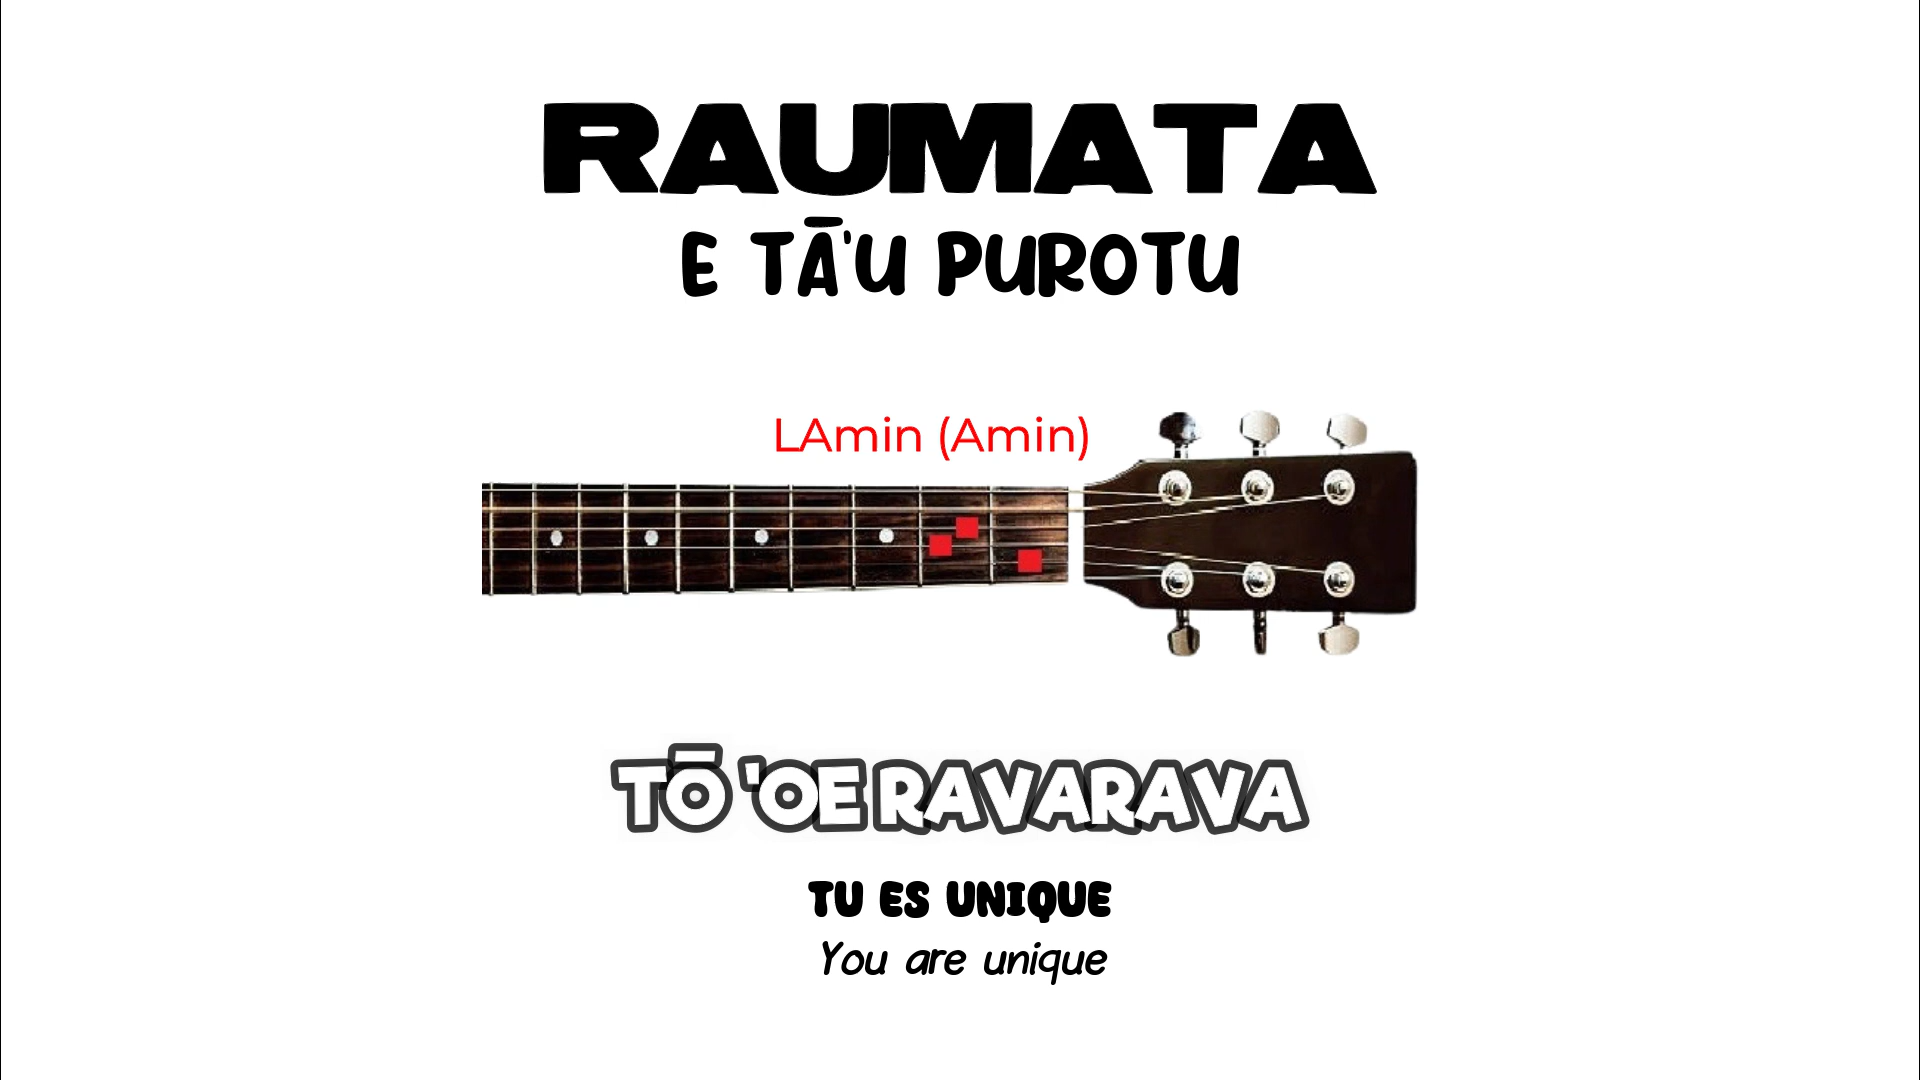 RAUMATA
E TĀ'U PUROTU
LAmin (Amin)
TŌ 'OE RAVARAVA
TU ES UNIQUE
You are unique